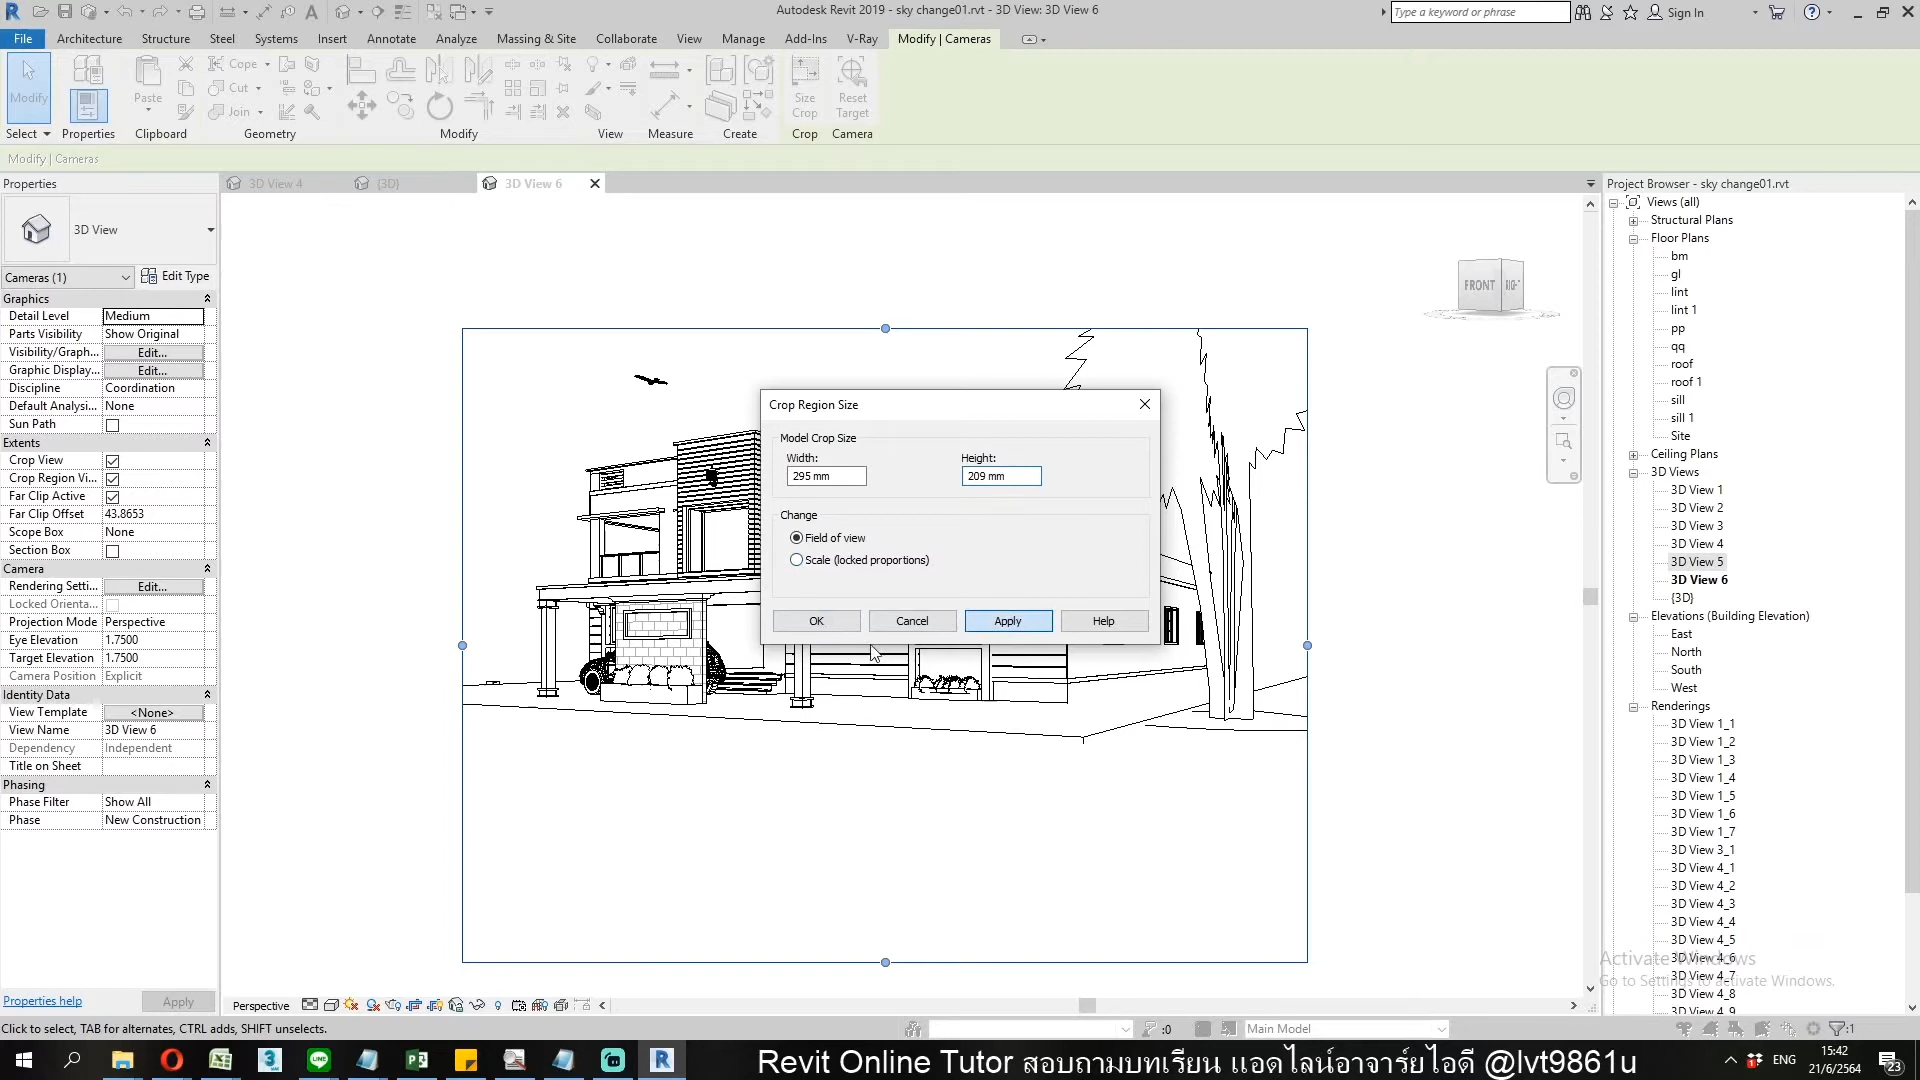 Autodesk Revit 2019 - sky change01.rvt - 3D View: 3D View 6
Type a keyword or phrase
Sign In
File Architecture Structure Steel Systems Insert Annotate Analyze Massing & Site Collaborate View Manage Add-Ins V-Ray Modify | Cameras
Modify
Paste
Cope
Cut
Join
Size Crop
Reset Target
Select Properties Clipboard Geometry Modify View Measure Create Crop Camera
Modify | Cameras
Properties
3D View
Cameras (1)
Edit Type
Graphics
Detail Level Medium
Parts Visibility Show Original
Visibility/Graph... Edit...
Graphic Display... Edit...
Discipline Coordination
Default Analysi... None
Sun Path
Extents
Crop View
Crop Region Vi...
Far Clip Active
Far Clip Offset 43.8653
Scope Box None
Section Box
Camera
Rendering Setti... Edit...
Locked Orienta...
Projection Mode Perspective
Eye Elevation 1.7500
Target Elevation 1.7500
Camera Position Explicit
Identity Data
View Template <None>
View Name 3D View 6
Dependency Independent
Title on Sheet
Phasing
Phase Filter Show All
Phase New Construction
Properties help
Apply
3D View 4
{3D}
3D View 6
FRONT
Crop Region Size
Model Crop Size
Width: Height:
295 mm 209 mm
Change
Field of view
Scale (locked proportions)
OK Cancel Apply Help
Perspective
Project Browser - sky change01.rvt
Views (all)
Structural Plans
Floor Plans
bm
gl
lint
lint 1
pp
qq
roof
roof 1
sill
sill 1
Site
Ceiling Plans
3D Views
3D View 1
3D View 2
3D View 3
3D View 4
3D View 5
3D View 6
{3D}
Elevations (Building Elevation)
East
North
South
West
Renderings
3D View 1_1
3D View 1_2
3D View 1_3
3D View 1_4
3D View 1_5
3D View 1_6
3D View 1_7
3D View 3_1
3D View 4_1
3D View 4_2
3D View 4_3
3D View 4_4
3D View 4_5
3D View 4_6
3D View 4_7
3D View 4_8
3D View 4_9
Activate Windows
Go to Settings to activate Windows.
Click to select, TAB for alternates, CTRL adds, SHIFT unselects.
:0
Main Model
:1
Revit Online Tutor สอบถามบทเรียน แอดไลน์อาจารย์ไอดี @lvt9861u
ENG
15:42
21/6/2564
23